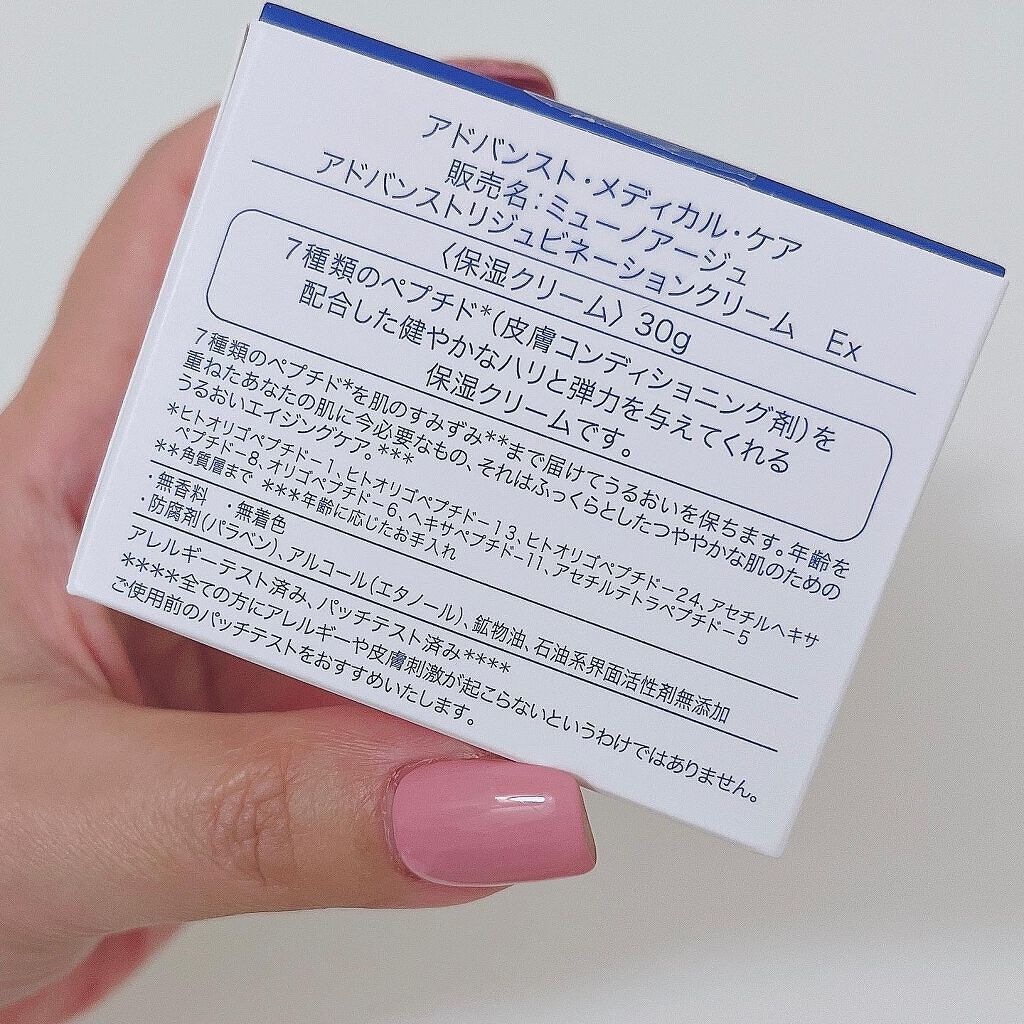 アドバンスト・メディカル・ケア
販売名：ミューノアージュ
アドバンストリジュビネーションクリーム Ex
〈保湿クリーム〉 30g
7種類のペプチド*(皮膚コンディショニング剤)を
配合した健やかなハリと弾力を与えてくれる
保湿クリームです。
7種類のペプチド*を肌のすみずみ**まで届けてうるおいを保ちます。年齢を
重ねたあなたの肌に今必要なもの、それはふっくらとしたつややかな肌のための
うるおいエイジングケア。***
*ヒトオリゴペプチド−1、ヒトオリゴペプチド−13、ヒトオリゴペプチド−24、アセチルヘキサ
ペプチド−8、オリゴペプチド−6、ヘキサペプチド−11、アセチルテトラペプチド−5
**角質層まで ***年齢に応じたお手入れ
・無香料 ・無着色
・防腐剤(パラベン)、アルコール(エタノール)、鉱物油、石油系界面活性剤無添加
アレルギーテスト済み、パッチテスト済み****
****全ての方にアレルギーや皮膚刺激が起こらないというわけではありません。
ご使用前のパッチテストをおすすめいたします。